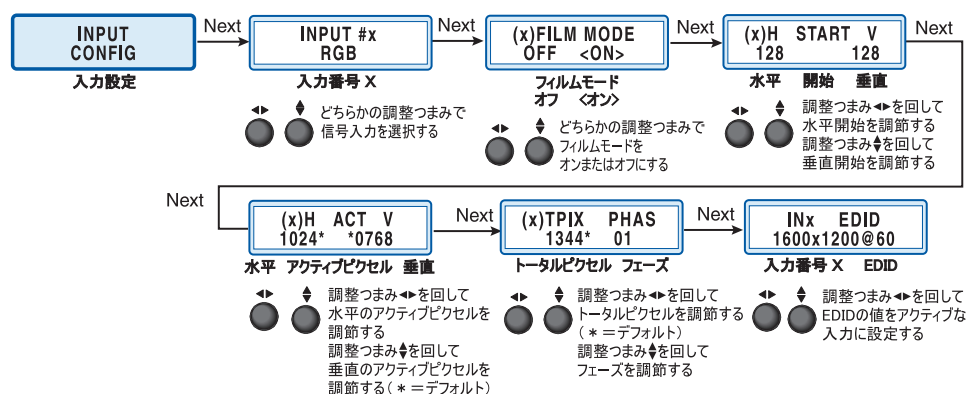 INPUT
CONFIG
入力設定
Next
INPUT #x
RGB
入力番号 X
どちらかの調整つまみで
信号入力を選択する
Next
(x)FILM MODE
OFF <ON>
フィルムモード
オフ 〈オン〉
どちらかの調整つまみで
フィルムモードを
オンまたはオフにする
Next
(x)H START V
128 128
水平 開始 垂直
調整つまみ◂▸を回して
水平開始を調節する
調整つまみ♦を回して
垂直開始を調節する
Next
Next
(x)H ACT V
1024* *0768
水平 アクティブピクセル 垂直
調整つまみ◂▸を回して
水平のアクティブピクセルを
調節する
調整つまみ♦を回して
垂直のアクティブピクセルを
調節する(*=デフォルト)
Next
(x)TPIX PHAS
1344* 01
トータルピクセル フェーズ
調整つまみ◂▸を回して
トータルピクセルを調節する
(*=デフォルト)
調整つまみ♦を回して
フェーズを調節する
Next
INx EDID
1600x1200@60
入力番号 X EDID
調整つまみ◂▸を回して
EDIDの値をアクティブな
入力に設定する